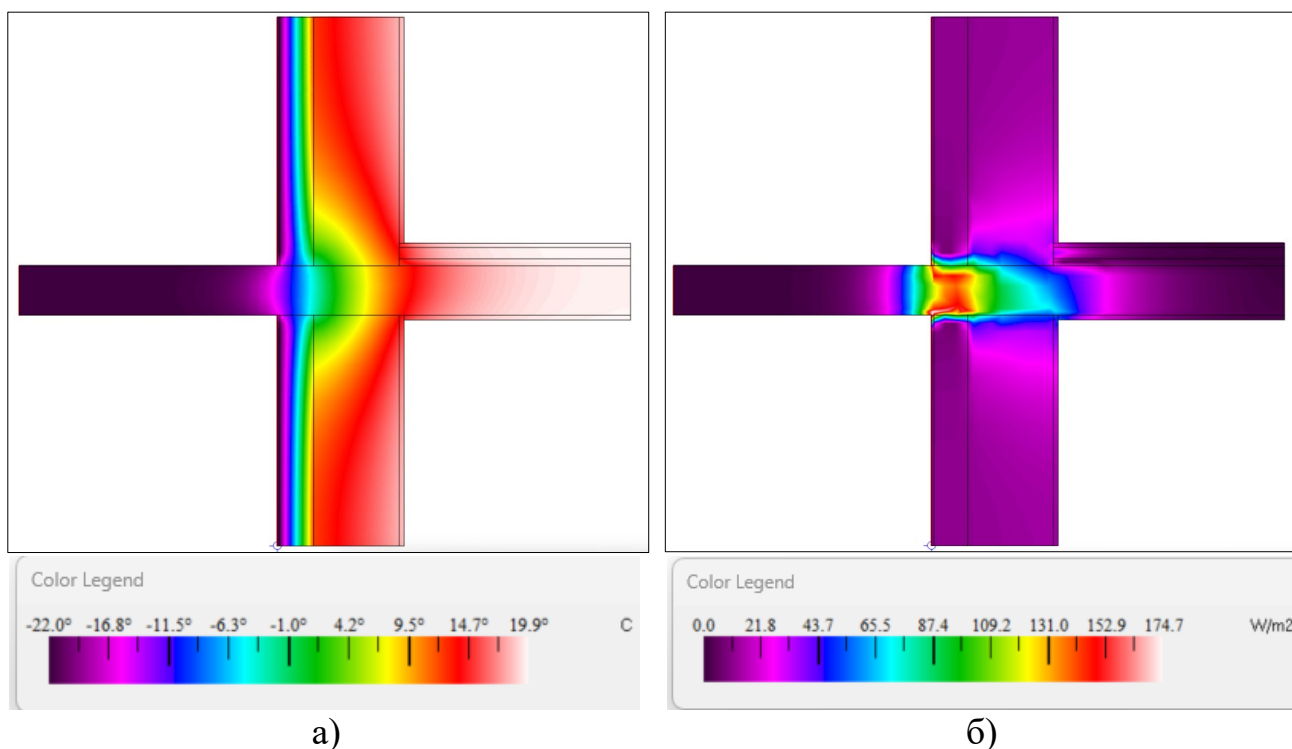 Color Legend
-22.0° -16.8° -11.5° -6.3° -1.0° 4.2° 9.5° 14.7° 19.9° C
Color Legend
0.0 21.8 43.7 65.5 87.4 109.2 131.0 152.9 174.7 W/m2
а) б)